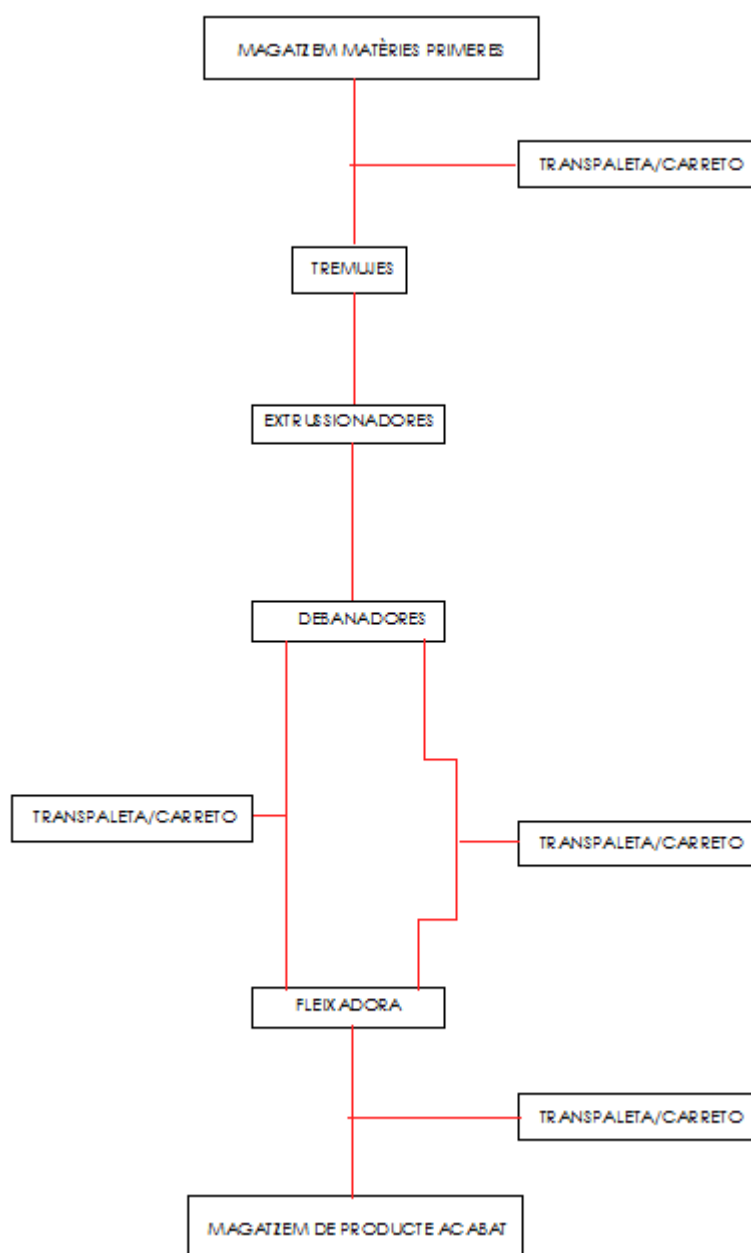 MAGATZEM MATÈRIES PRIMERES
TRANSPALETA/CARRETO
TREMUJES
EXTRUSSIONADORES
DEBANADORES
TRANSPALETA/CARRETO
TRANSPALETA/CARRETO
FLEIXADORA
TRANSPALETA/CARRETO
MAGATZEM DE PRODUCTE ACABAT